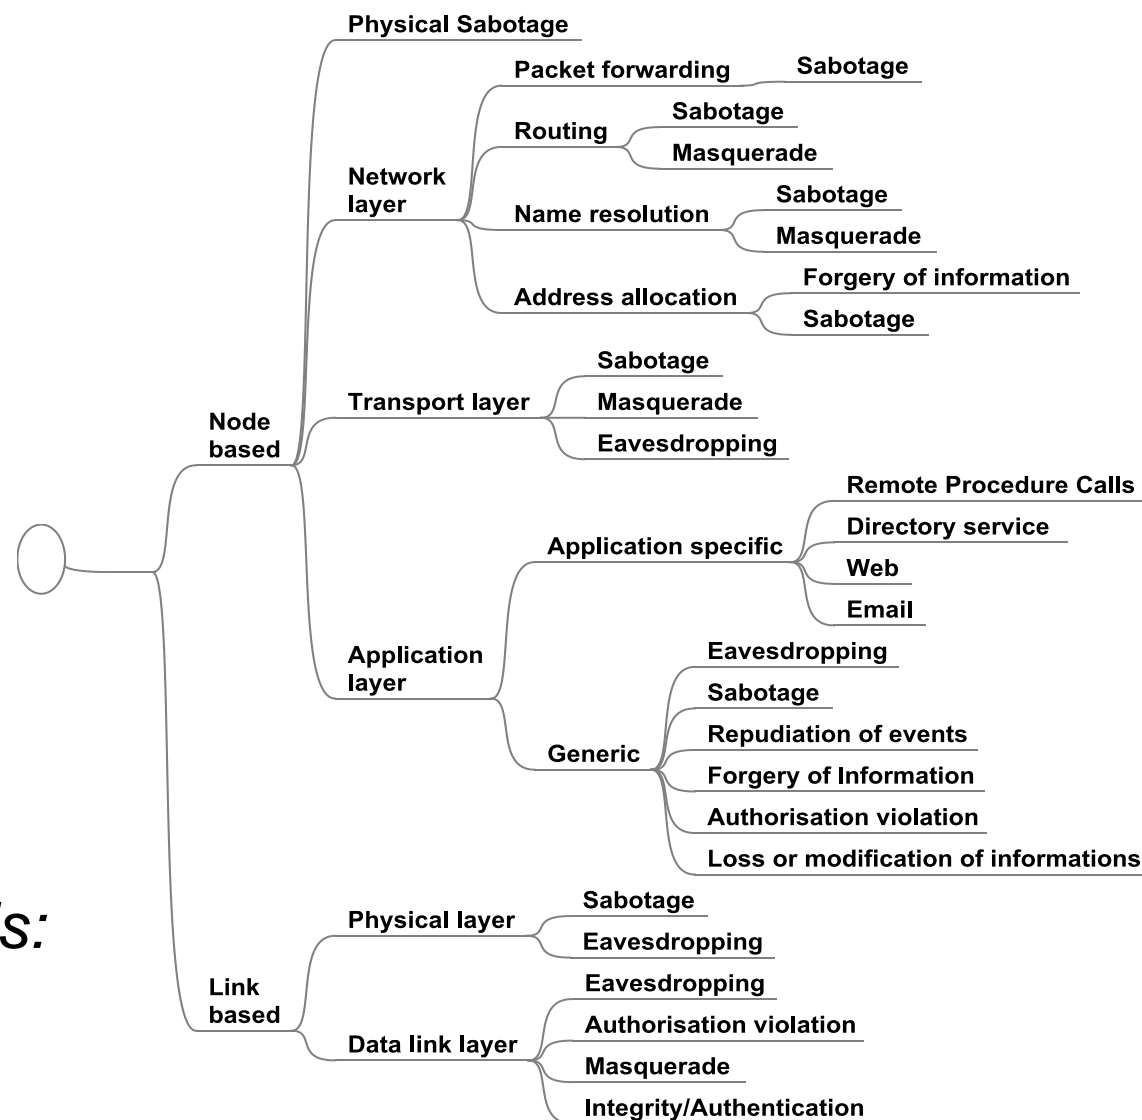 Physical Sabotage
Packet forwarding
Sabotage
Routing
Sabotage
Masquerade
Network
layer
Name resolution
Sabotage
Masquerade
Address allocation
Forgery of information
Sabotage
Node
based
Transport layer
Sabotage
Masquerade
Eavesdropping
Application
layer
Application specific
Remote Procedure Calls
Directory service
Web
Email
Generic
Eavesdropping
Sabotage
Repudiation of events
Forgery of Information
Authorisation violation
Loss or modification of informations
s:
Link
based
Physical layer
Sabotage
Eavesdropping
Data link layer
Eavesdropping
Authorisation violation
Masquerade
Integrity/Authentication